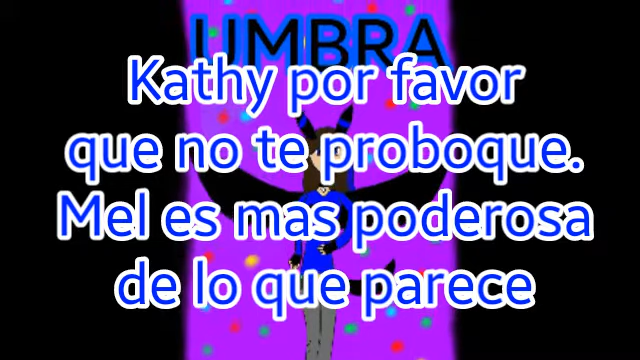 UMBRA
Kathy por favor
que no te proboque.
Mel es mas poderosa
de lo que parece